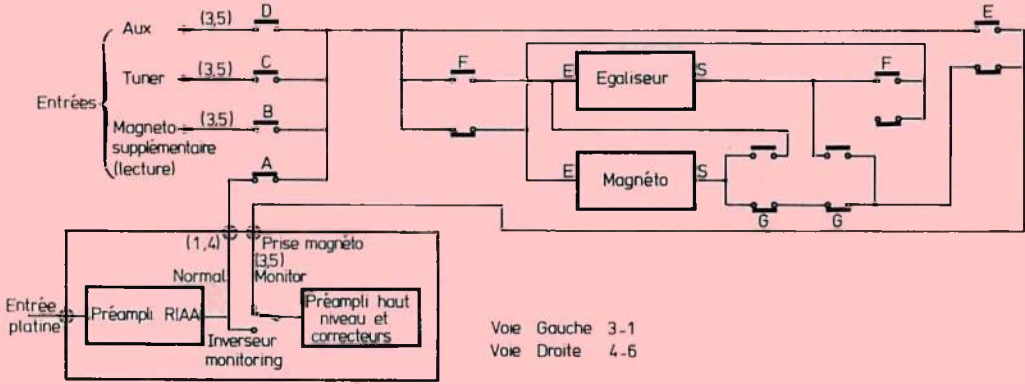 Aux
(3,5)
D
E
Tuner
(3,5)
C
F
E
Egaliseur
S
F
Entrées
Magneto
supplémentaire
(lecture)
(3,5)
B
A
E
Magnéto
S
G
G
(1,4)
Prise magnéto
(3,5)
Normal
Monitor
Entrée
platine
Préampli RIAA
Préampli haut
niveau et
correcteurs
Inverseur
monitoring
Voie Gauche 3-1
Voie Droite 4-6